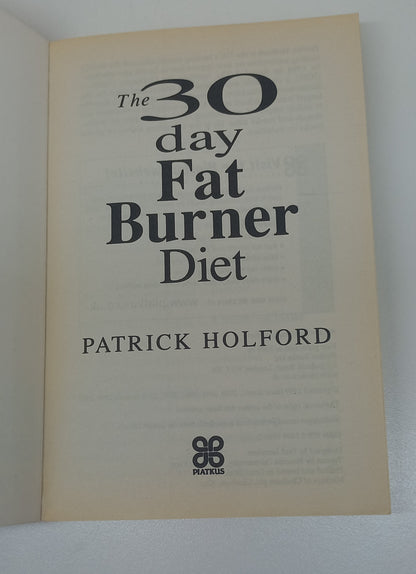 The 30
day
Fat
Burner
Diet
PATRICK HOLFORD
PIATKUS